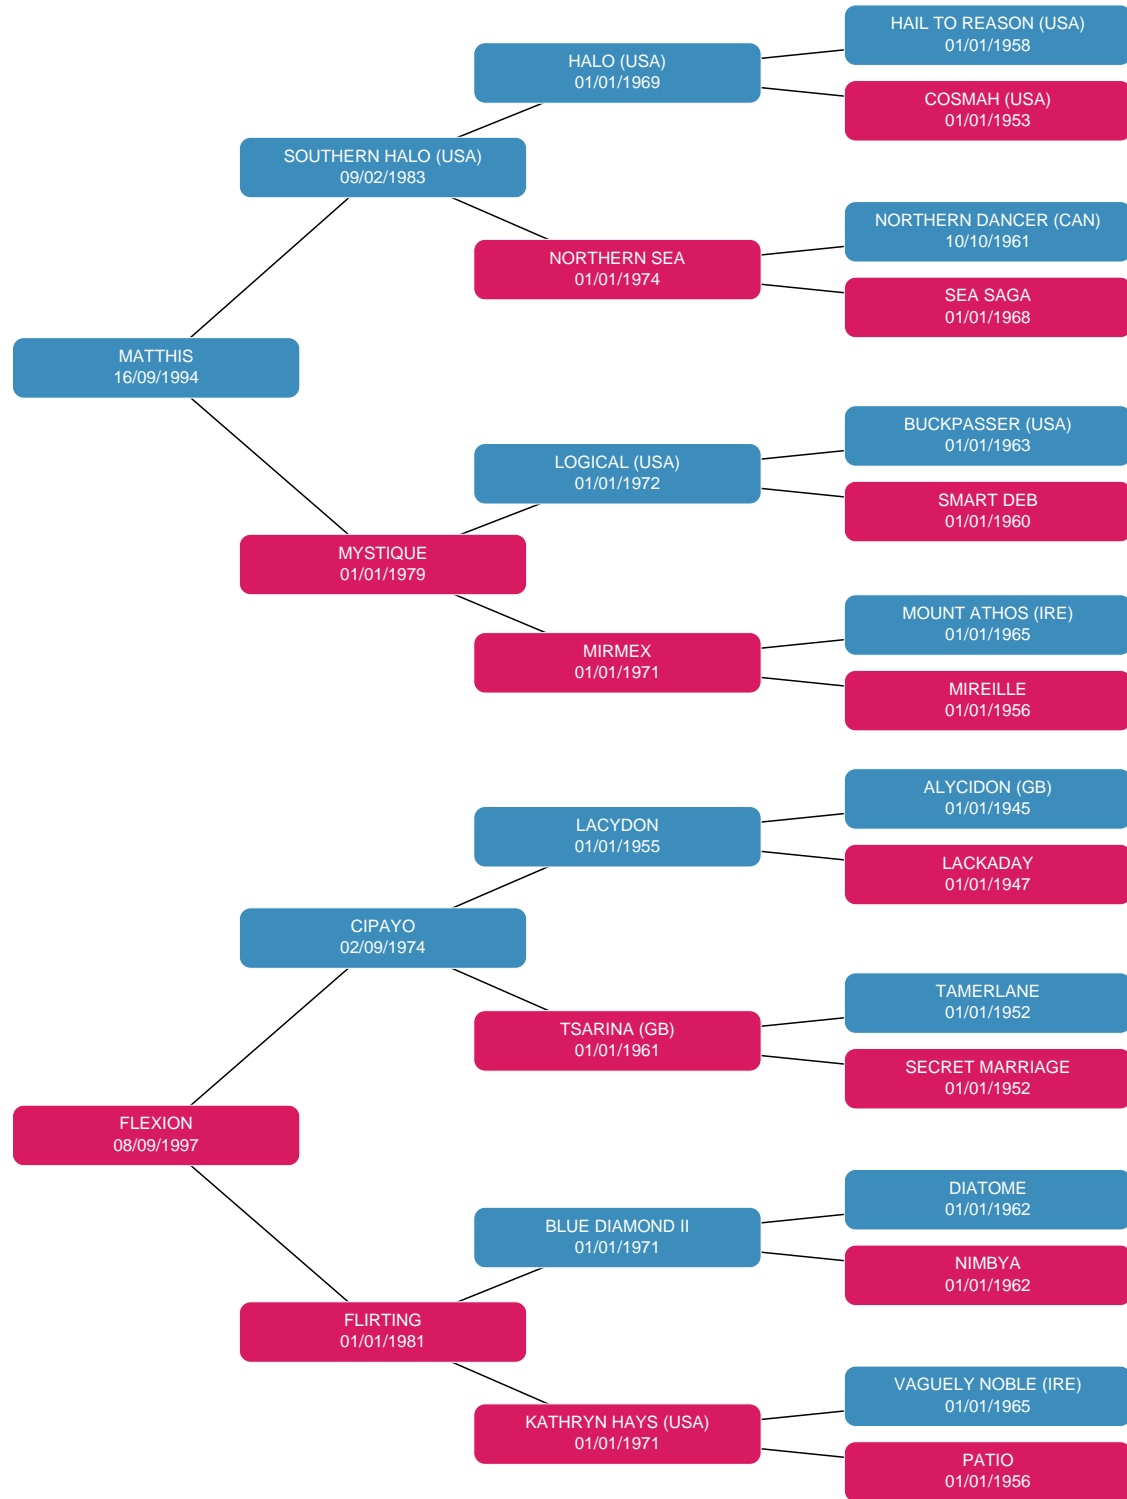 HAIL TO REASON (USA)
01/01/1958
HALO (USA)
01/01/1969
COSMAH (USA)
01/01/1953
SOUTHERN HALO (USA)
09/02/1983
NORTHERN DANCER (CAN)
10/10/1961
NORTHERN SEA
01/01/1974
SEA SAGA
01/01/1968
MATTHIS
16/09/1994
BUCKPASSER (USA)
01/01/1963
LOGICAL (USA)
01/01/1972
SMART DEB
01/01/1960
MYSTIQUE
01/01/1979
MOUNT ATHOS (IRE)
01/01/1965
MIRMEX
01/01/1971
MIREILLE
01/01/1956
ALYCIDON (GB)
01/01/1945
LACYDON
01/01/1955
LACKADAY
01/01/1947
CIPAYO
02/09/1974
TAMERLANE
01/01/1952
TSARINA (GB)
01/01/1961
SECRET MARRIAGE
01/01/1952
FLEXION
08/09/1997
DIATOME
01/01/1962
BLUE DIAMOND II
01/01/1971
NIMBYA
01/01/1962
FLIRTING
01/01/1981
VAGUELY NOBLE (IRE)
01/01/1965
KATHRYN HAYS (USA)
01/01/1971
PATIO
01/01/1956